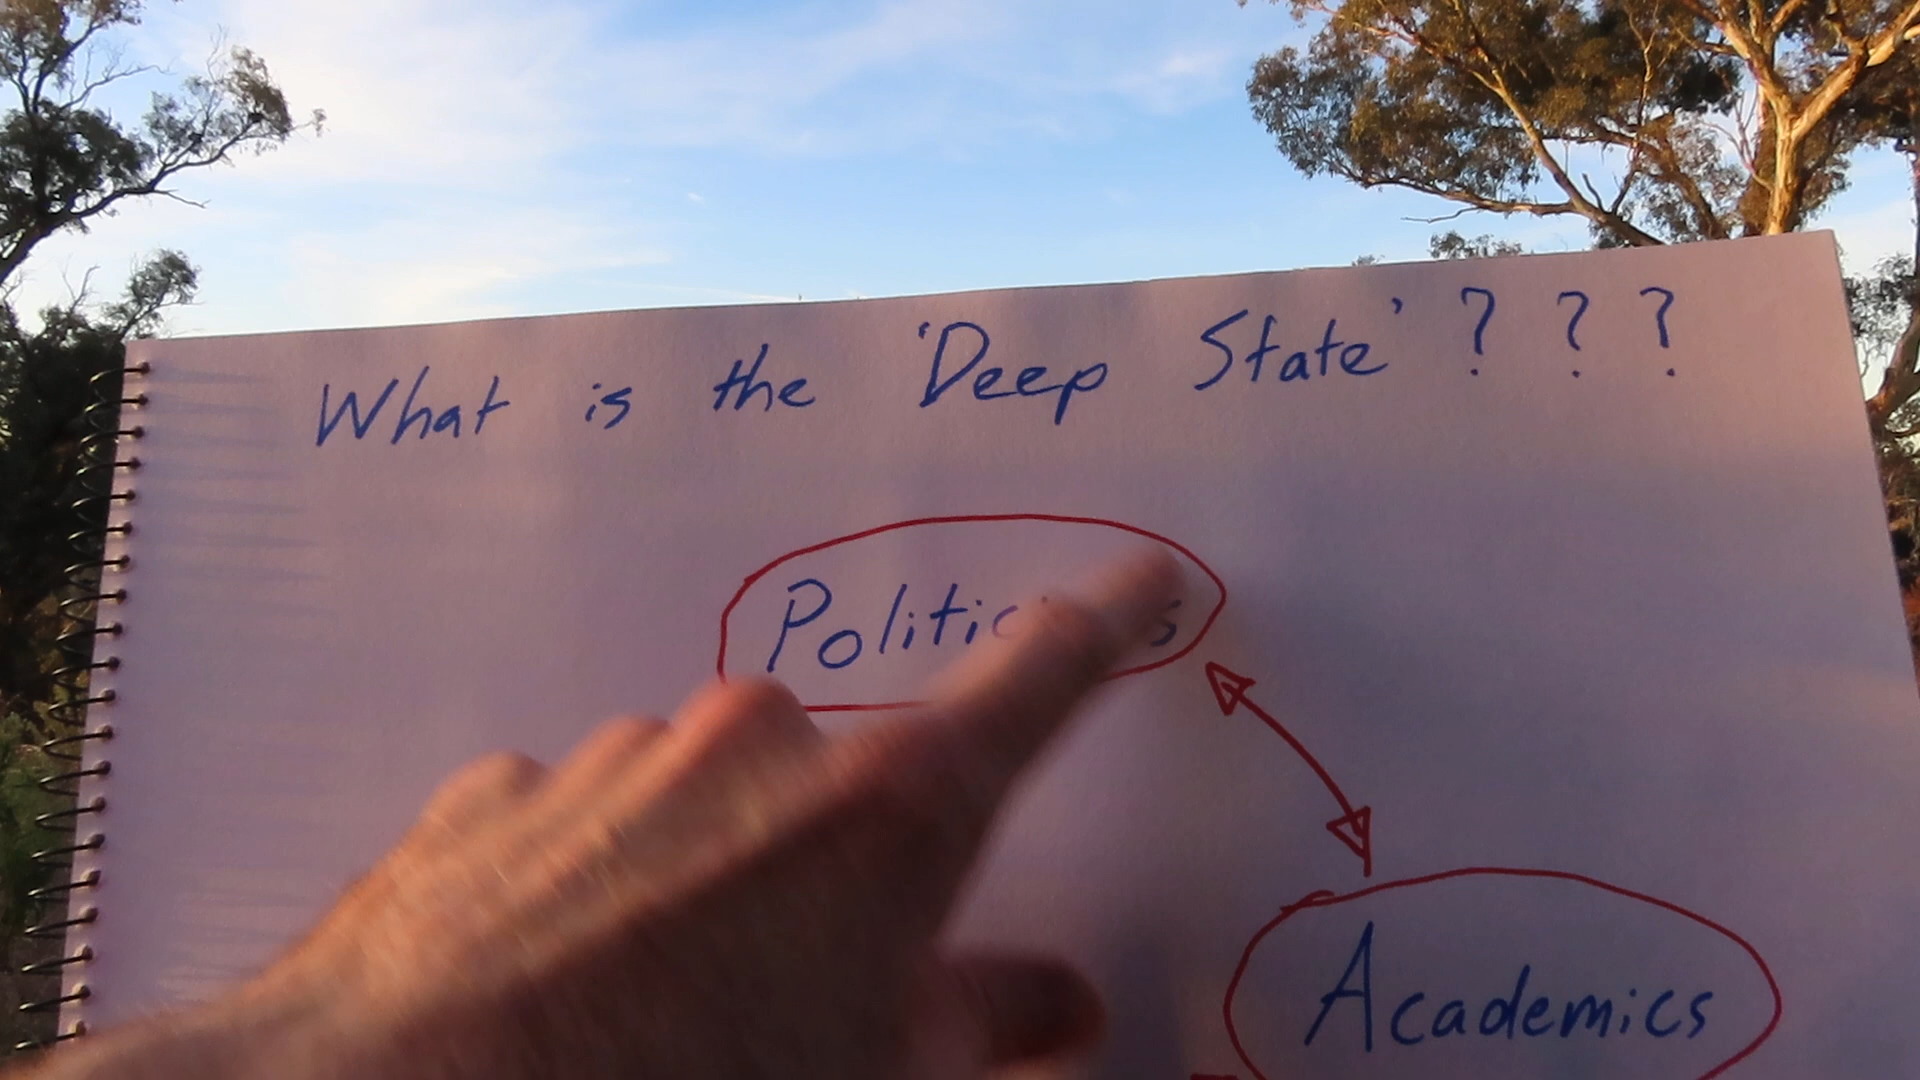 What is the 'Deep State' ? ? ?
Academics